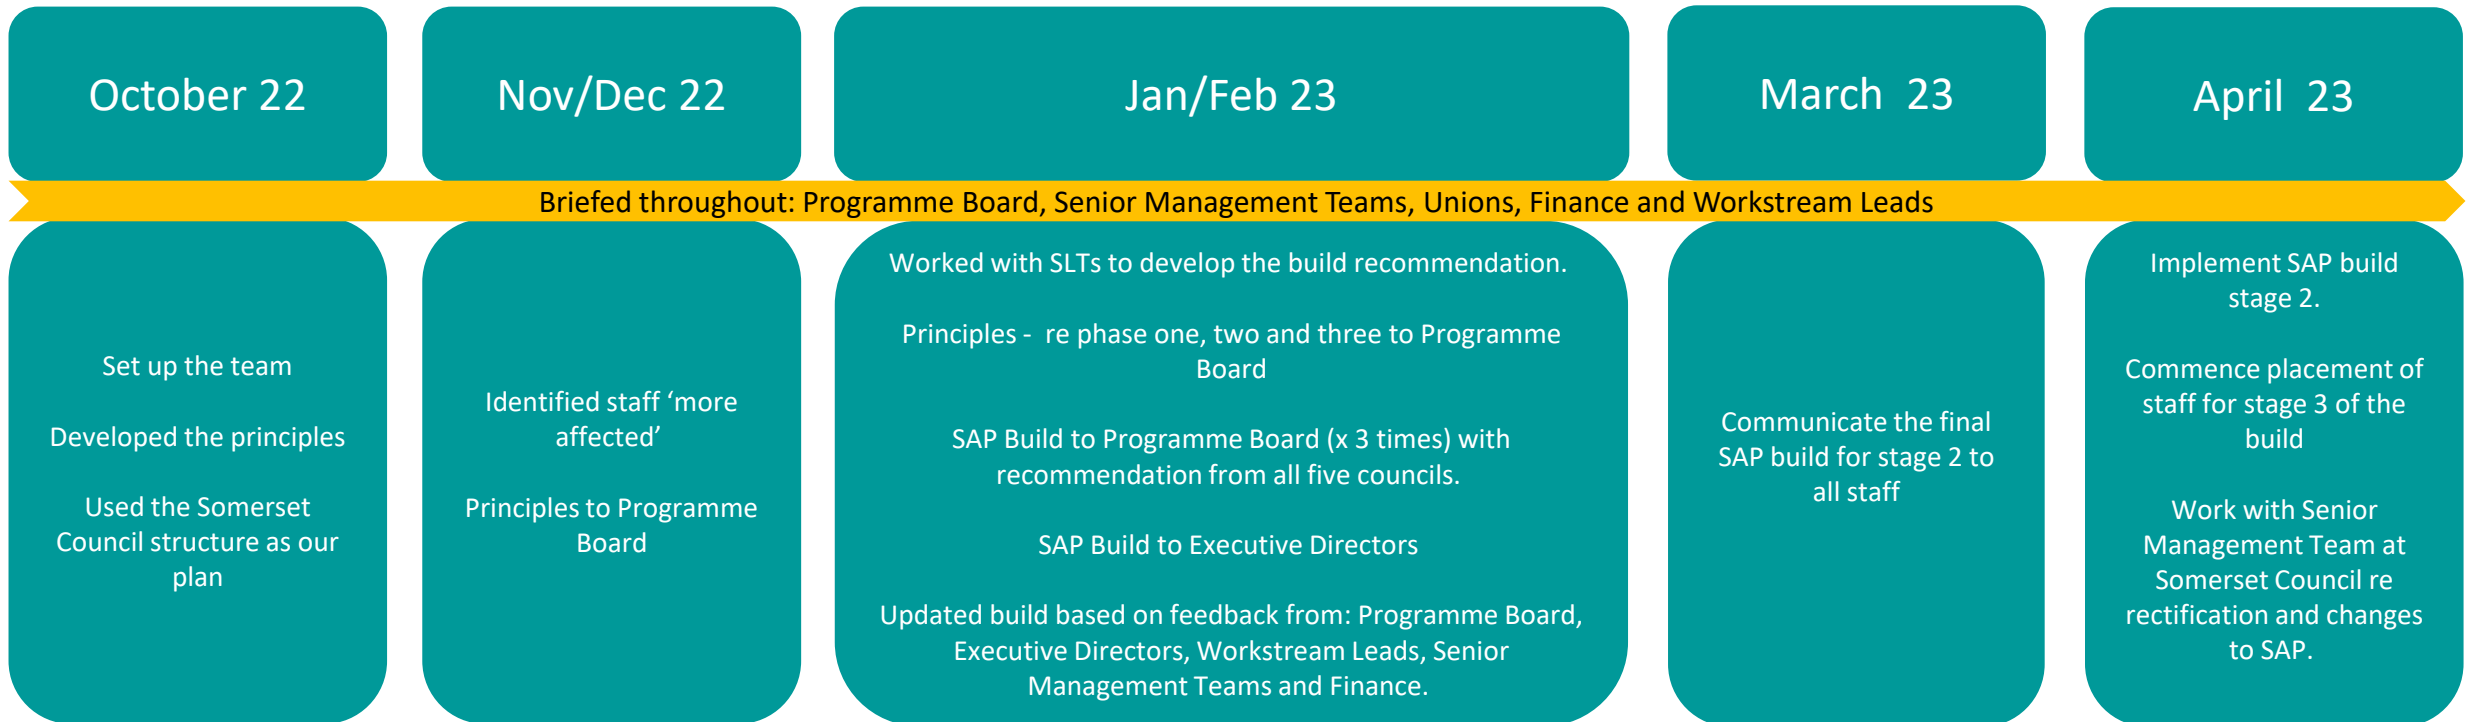 October 22
Nov/Dec 22
Jan/Feb 23
March  23
April  23
Briefed throughout: Programme Board, Senior Management Teams, Unions, Finance and Workstream Leads
Set up the team
Developed the principles
Used the Somerset
Council structure as our
plan
Identified staff ‘more
affected’
Principles to Programme
Board
Worked with SLTs to develop the build recommendation.
Principles -  re phase one, two and three to Programme
Board
SAP Build to Programme Board (x 3 times) with
recommendation from all five councils.
SAP Build to Executive Directors
Updated build based on feedback from: Programme Board,
Executive Directors, Workstream Leads, Senior
Management Teams and Finance.
Communicate the final
SAP build for stage 2 to
all staff
Implement SAP build
stage 2.
Commence placement of
staff for stage 3 of the
build
Work with Senior
Management Team at
Somerset Council re
rectification and changes
to SAP.